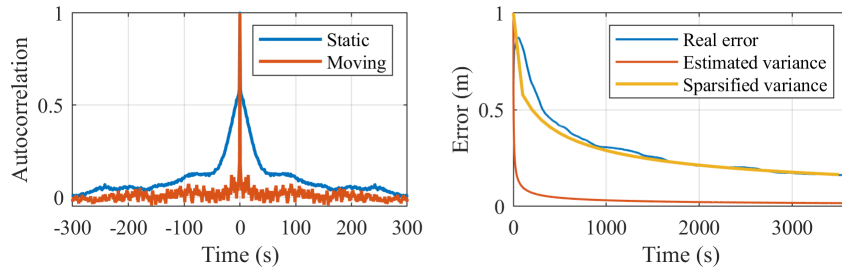 Autocorrelation
1
0.5
0
-300 -200 -100 0 100 200 300
Time (s)
Static
Moving
Error (m)
1
0.5
0
0 1000 2000 3000
Time (s)
Real error
Estimated variance
Sparsified variance